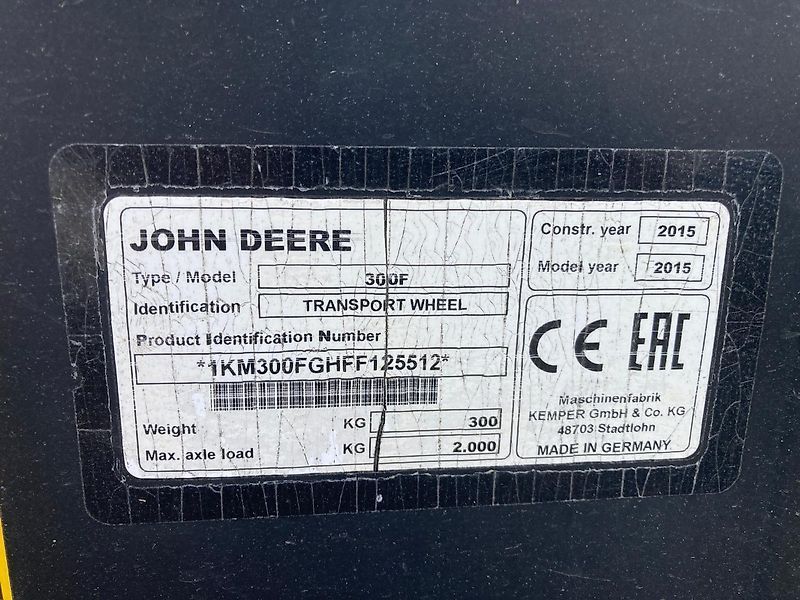 JOHN DEERE
Type / Model 300F
Identification TRANSPORT WHEEL
Product Identification Number
*1KM300FGHFF125512*
Weight KG 300
Max. axle load KG 2.000
Constr. year 2015
Model year 2015
CE EAC
Maschinenfabrik
KEMPER GmbH & Co. KG
48703 Stadtlohn
MADE IN GERMANY